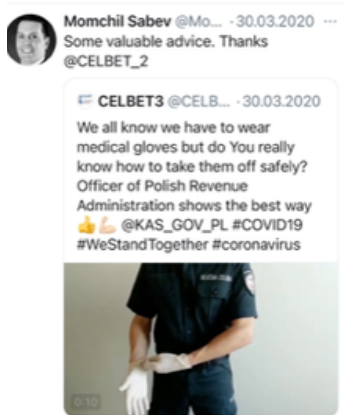 Momchil Sabev @Mo... · 30.03.2020 ···
Some valuable advice. Thanks
@CELBET_2
CELBET3 @CELB... · 30.03.2020
We all know we have to wear
medical gloves but do You really
know how to take them off safely?
Officer of Polish Revenue
Administration shows the best way
👍💪 @KAS_GOV_PL #COVID19
#WeStandTogether #coronavirus
0:10